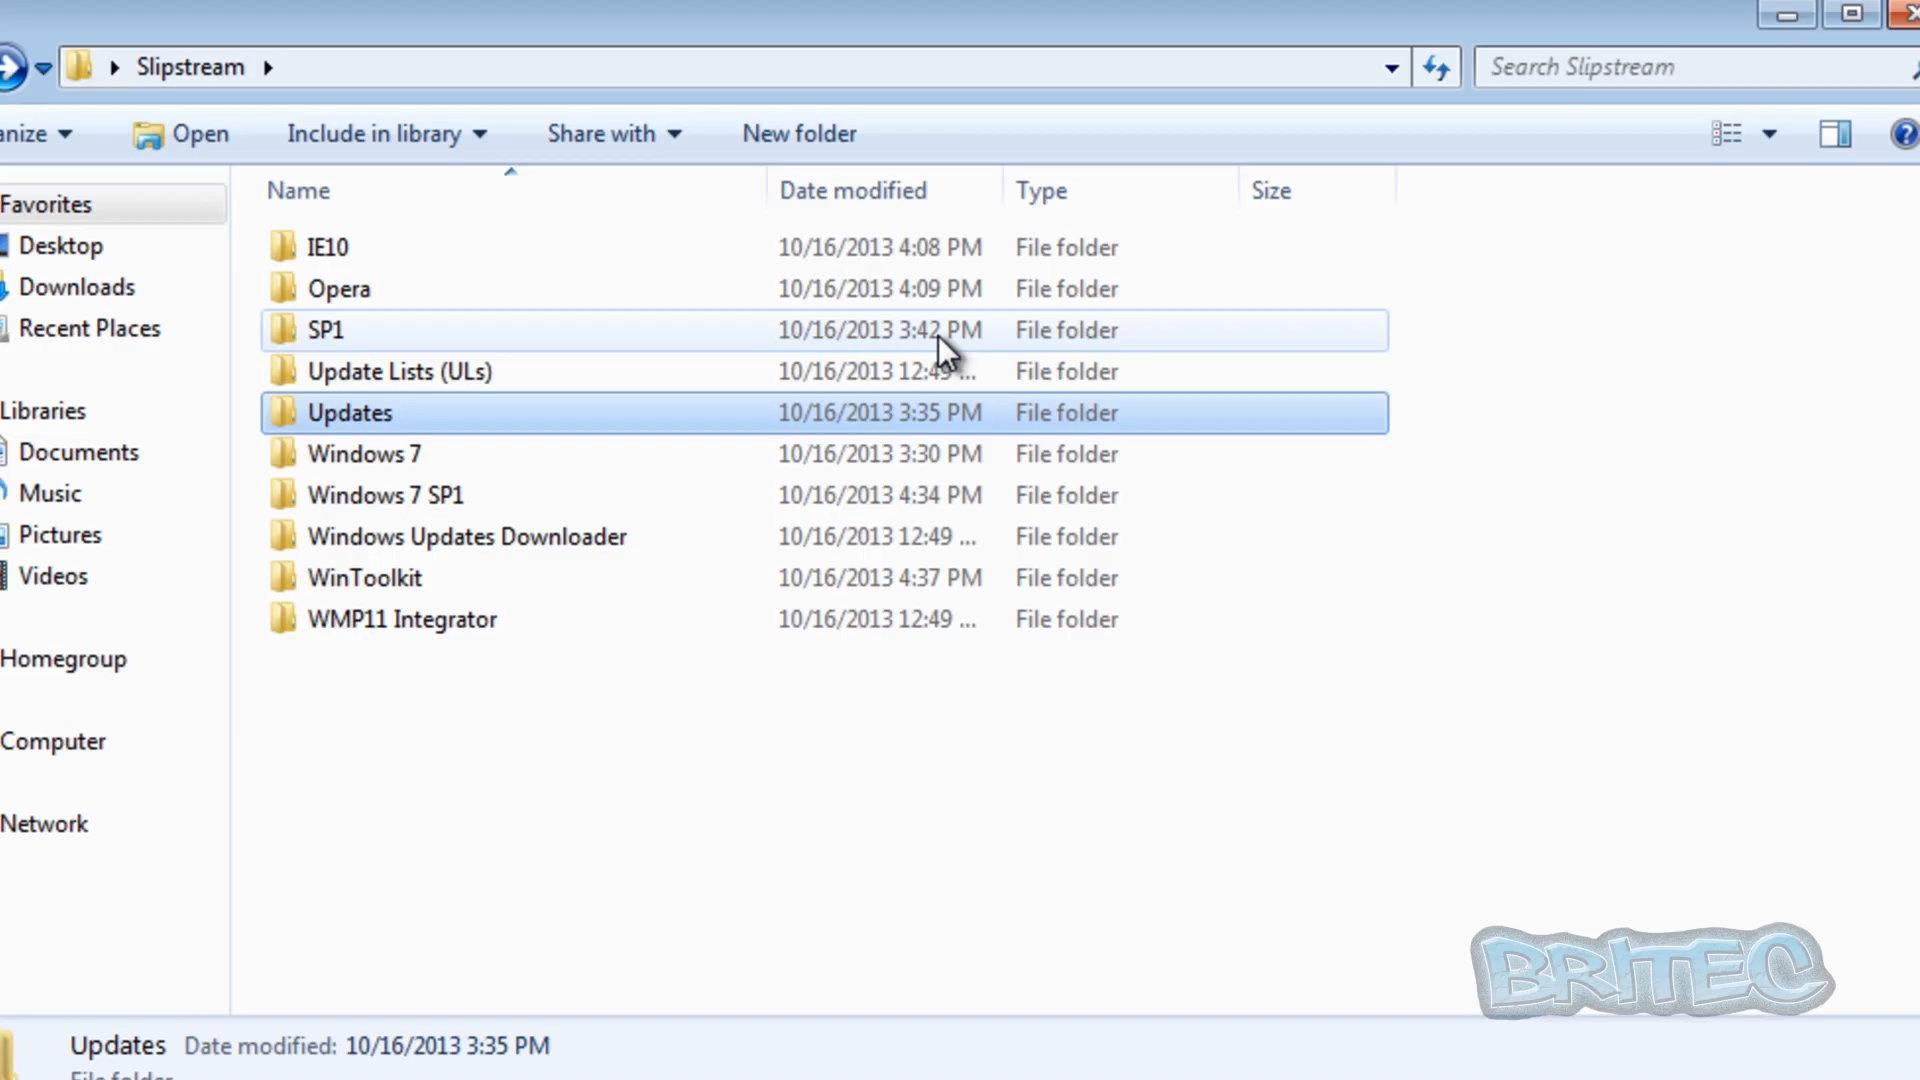 Slipstream
Search Slipstream
anize Open Include in library Share with New folder
Name Date modified Type Size
Favorites
Desktop
Downloads
Recent Places
Libraries
Documents
Music
Pictures
Videos
Homegroup
Computer
Network
IE10 10/16/2013 4:08 PM File folder
Opera 10/16/2013 4:09 PM File folder
SP1 10/16/2013 3:42 PM File folder
Update Lists (ULs) 10/16/2013 12:49 ... File folder
Updates 10/16/2013 3:35 PM File folder
Windows 7 10/16/2013 3:30 PM File folder
Windows 7 SP1 10/16/2013 4:34 PM File folder
Windows Updates Downloader 10/16/2013 12:49 ... File folder
WinToolkit 10/16/2013 4:37 PM File folder
WMP11 Integrator 10/16/2013 12:49 ... File folder
BRITEC
Updates Date modified: 10/16/2013 3:35 PM
File folder